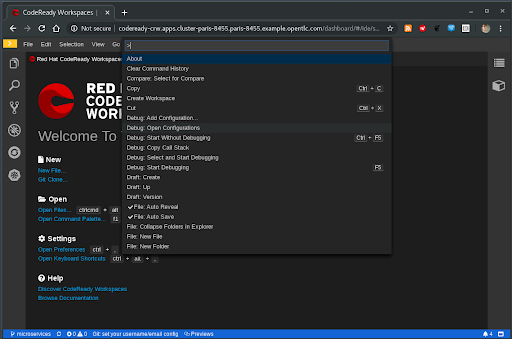 CodeReady Workspaces |
Not secure | codeready-crw.apps.cluster-paris-8455.paris-8455.example.opentlc.com/dashboard/#/ide/s
File Edit Selection View Go
>
Red Hat CodeReady Workspaces
RED H
CODE
WORK
Welcome To
New
New File...
Git Clone...
Open
Open Files... ctrlcmd + alt
Open Command Palette... f1
Settings
Open Preferences ctrl + ,
Open Keyboard Shortcuts ctrl + alt + ,
Help
Discover CodeReady Workspaces
Browse Documentation
About
Clear Command History
Compare: Select for Compare
Copy Ctrl + C
Create Workspace
Cut Ctrl + X
Debug: Add Configuration...
Debug: Open Configurations
Debug: Start Without Debugging Ctrl + F5
Debug: Copy Call Stack
Debug: Select and Start Debugging
Debug: Start Debugging F5
Draft: Create
Draft: Up
Draft: Version
✓File: Auto Reveal
✓File: Auto Save
File: Collapse Folders In Explorer
File: New File
File: New Folder
microservices 0 0 Git: set your username/email config Previews 4